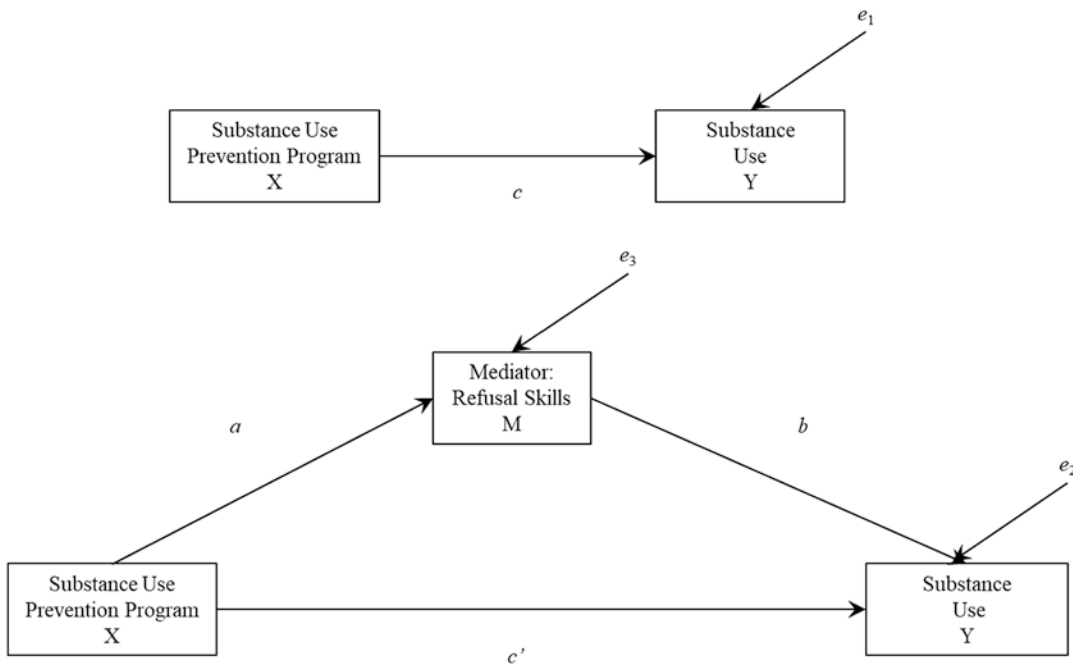 e₁
Substance Use
Prevention Program
X
Substance
Use
Y
c
e₃
Mediator:
Refusal Skills
M
a
b
e₂
Substance Use
Prevention Program
X
Substance
Use
Y
c’